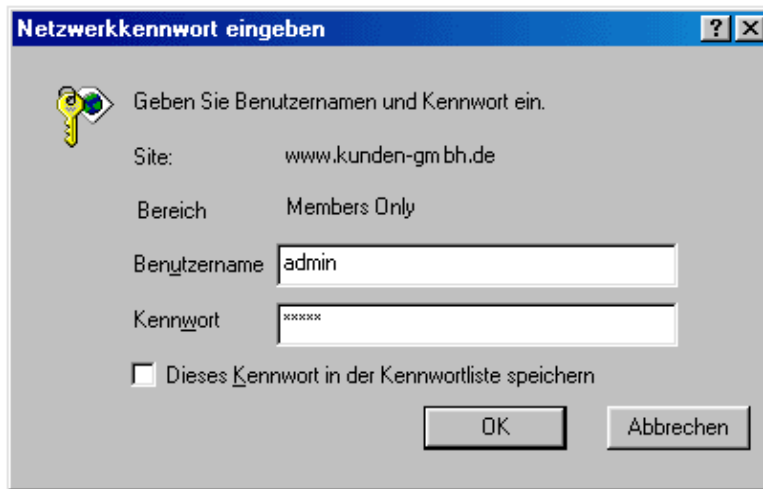 Netzwerkkennwort eingeben
Geben Sie Benutzernamen und Kennwort ein.
Site: www.kunden-gmbh.de
Bereich Members Only
Benutzername admin
Kennwort *****
Dieses Kennwort in der Kennwortliste speichern
OK Abbrechen